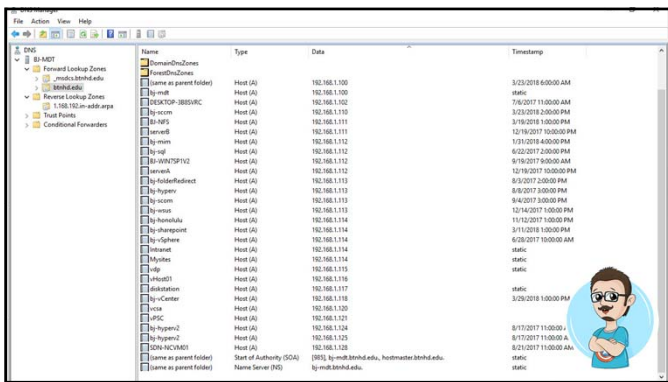 DNS Manager
File Action View Help
DNS
BJ-MDT
Forward Lookup Zones
_msdcs.btnhd.edu
btnhd.edu
Reverse Lookup Zones
1.168.192.in-addr.arpa
Trust Points
Conditional Forwarders
Name Type Data Timestamp
DomainDnsZones
ForestDnsZones
(same as parent folder) Host (A) 192.168.1.100 3/23/2018 6:00:00 AM
bj-mdt Host (A) 192.168.1.100 static
DESKTOP-3B8SVRC Host (A) 192.168.1.102 7/6/2017 11:00:00 AM
bj-sccm Host (A) 192.168.1.110 3/23/2018 2:00:00 PM
BJ-NFS Host (A) 192.168.1.111 3/19/2018 1:00:00 PM
serverB Host (A) 192.168.1.111 12/19/2017 10:00:00 PM
bj-mim Host (A) 192.168.1.112 1/31/2018 4:00:00 PM
bj-sql Host (A) 192.168.1.112 6/22/2017 2:00:00 PM
BJ-WIN7SP1V2 Host (A) 192.168.1.112 9/19/2017 9:00:00 AM
serverA Host (A) 192.168.1.112 12/19/2017 10:00:00 PM
bj-folderRedirect Host (A) 192.168.1.113 8/3/2017 2:00:00 PM
bj-hyperv Host (A) 192.168.1.113 8/8/2017 3:00:00 PM
bj-scom Host (A) 192.168.1.113 9/4/2017 3:00:00 PM
bj-wsus Host (A) 192.168.1.113 12/14/2017 1:00:00 PM
bj-honolulu Host (A) 192.168.1.114 11/12/2017 1:00:00 PM
bj-sharepoint Host (A) 192.168.1.114 3/11/2018 1:00:00 PM
bj-vSphere Host (A) 192.168.1.114 6/28/2017 10:00:00 AM
Intranet Host (A) 192.168.1.114 static
Mysites Host (A) 192.168.1.114 static
vdp Host (A) 192.168.1.115 static
vHost01 Host (A) 192.168.1.116
diskstation Host (A) 192.168.1.117 static
bj-vCenter Host (A) 192.168.1.118 3/29/2018 1:00:00 PM
vcsa Host (A) 192.168.1.120
vPSC Host (A) 192.168.1.121
bj-hyperv2 Host (A) 192.168.1.124 8/17/2017 11:00:00
bj-hyperv2 Host (A) 192.168.1.125 8/17/2017 11:00:00 A
SDN-NCVM01 Host (A) 192.168.1.128 8/21/2017 11:00:00 AM
(same as parent folder) Start of Authority (SOA) [985], bj-mdt.btnhd.edu., hostmaster.btnhd.edu. static
(same as parent folder) Name Server (NS) bj-mdt.btnhd.edu. static